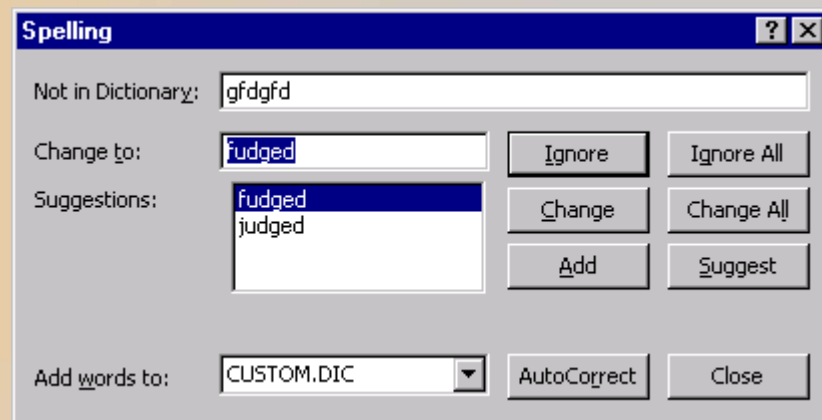 Spelling
Not in Dictionary: gfdgfd
Change to: fudged Ignore Ignore All
Suggestions: fudged Change Change All
judged
Add Suggest
Add words to: CUSTOM.DIC AutoCorrect Close